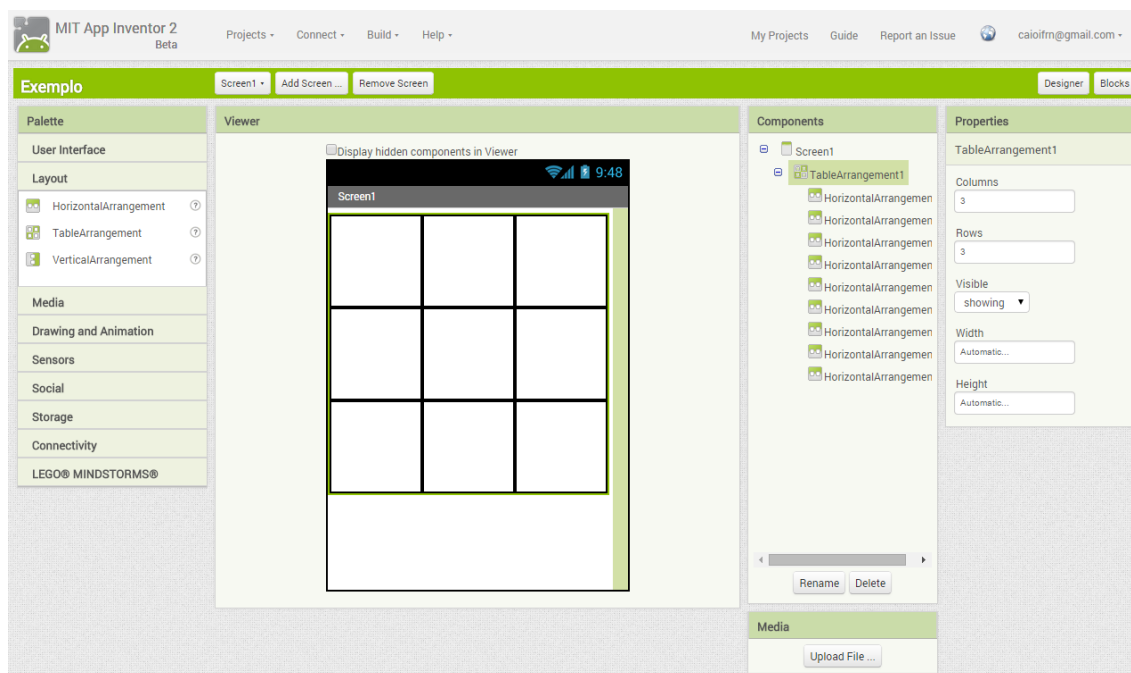 MIT App Inventor 2
Beta
Projects Connect Build Help
My Projects Guide Report an Issue caioifrn@gmail.com
Exemplo
Screen1 Add Screen ... Remove Screen
Designer Blocks
Palette
User Interface
Layout
HorizontalArrangement ?
TableArrangement ?
VerticalArrangement ?
Media
Drawing and Animation
Sensors
Social
Storage
Connectivity
LEGO® MINDSTORMS®
Viewer
Display hidden components in Viewer
9:48
Screen1
Components
Screen1
TableArrangement1
HorizontalArrangemen
HorizontalArrangemen
HorizontalArrangemen
HorizontalArrangemen
HorizontalArrangemen
HorizontalArrangemen
HorizontalArrangemen
HorizontalArrangemen
HorizontalArrangemen
Rename Delete
Media
Upload File ...
Properties
TableArrangement1
Columns
3
Rows
3
Visible
showing
Width
Automatic...
Height
Automatic...